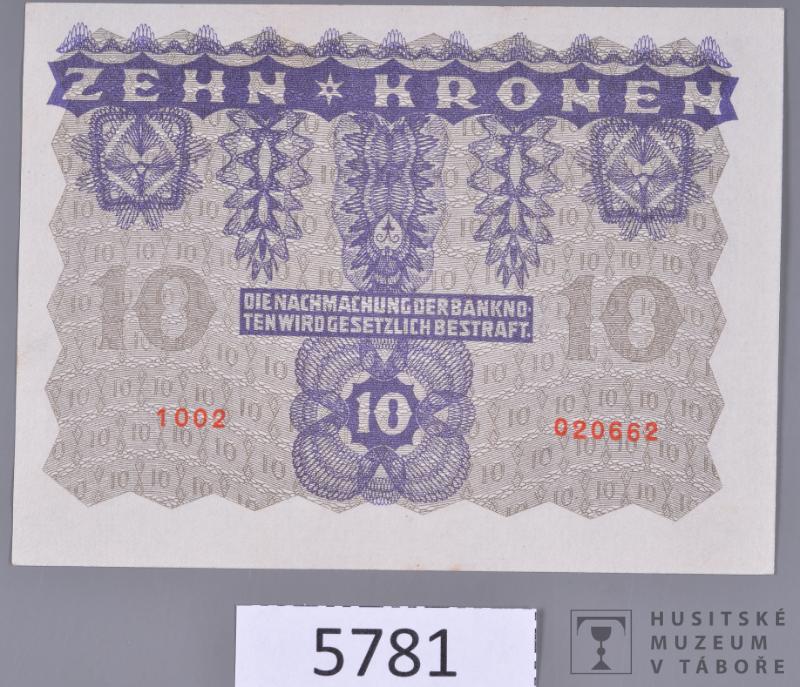 ZEHN ✶ KRONEN
10 10
DIE NACHMACHUNG DER BANKNO-
TEN WIRD GESETZLICH BESTRAFT.
10
1002 020662
5781
HUSITSKÉ
MUZEUM
V TÁBOŘE